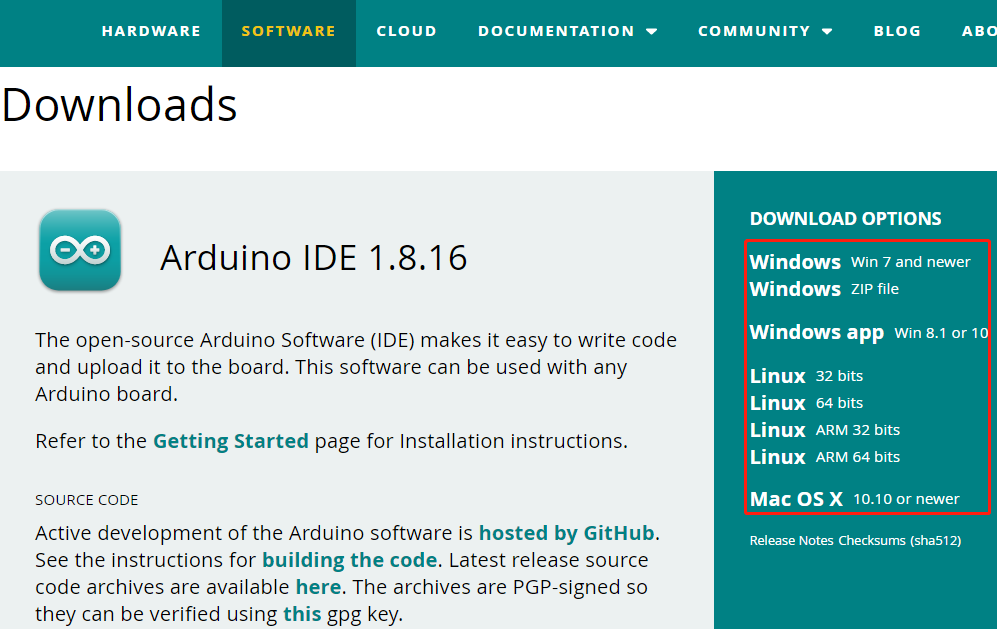 HARDWARE SOFTWARE CLOUD DOCUMENTATION COMMUNITY BLOG ABO
Downloads
Arduino IDE 1.8.16
The open-source Arduino Software (IDE) makes it easy to write code
and upload it to the board. This software can be used with any
Arduino board.
Refer to the Getting Started page for Installation instructions.
SOURCE CODE
Active development of the Arduino software is hosted by GitHub.
See the instructions for building the code. Latest release source
code archives are available here. The archives are PGP-signed so
they can be verified using this gpg key.
DOWNLOAD OPTIONS
Windows Win 7 and newer
Windows ZIP file
Windows app Win 8.1 or 10
Linux 32 bits
Linux 64 bits
Linux ARM 32 bits
Linux ARM 64 bits
Mac OS X 10.10 or newer
Release Notes Checksums (sha512)